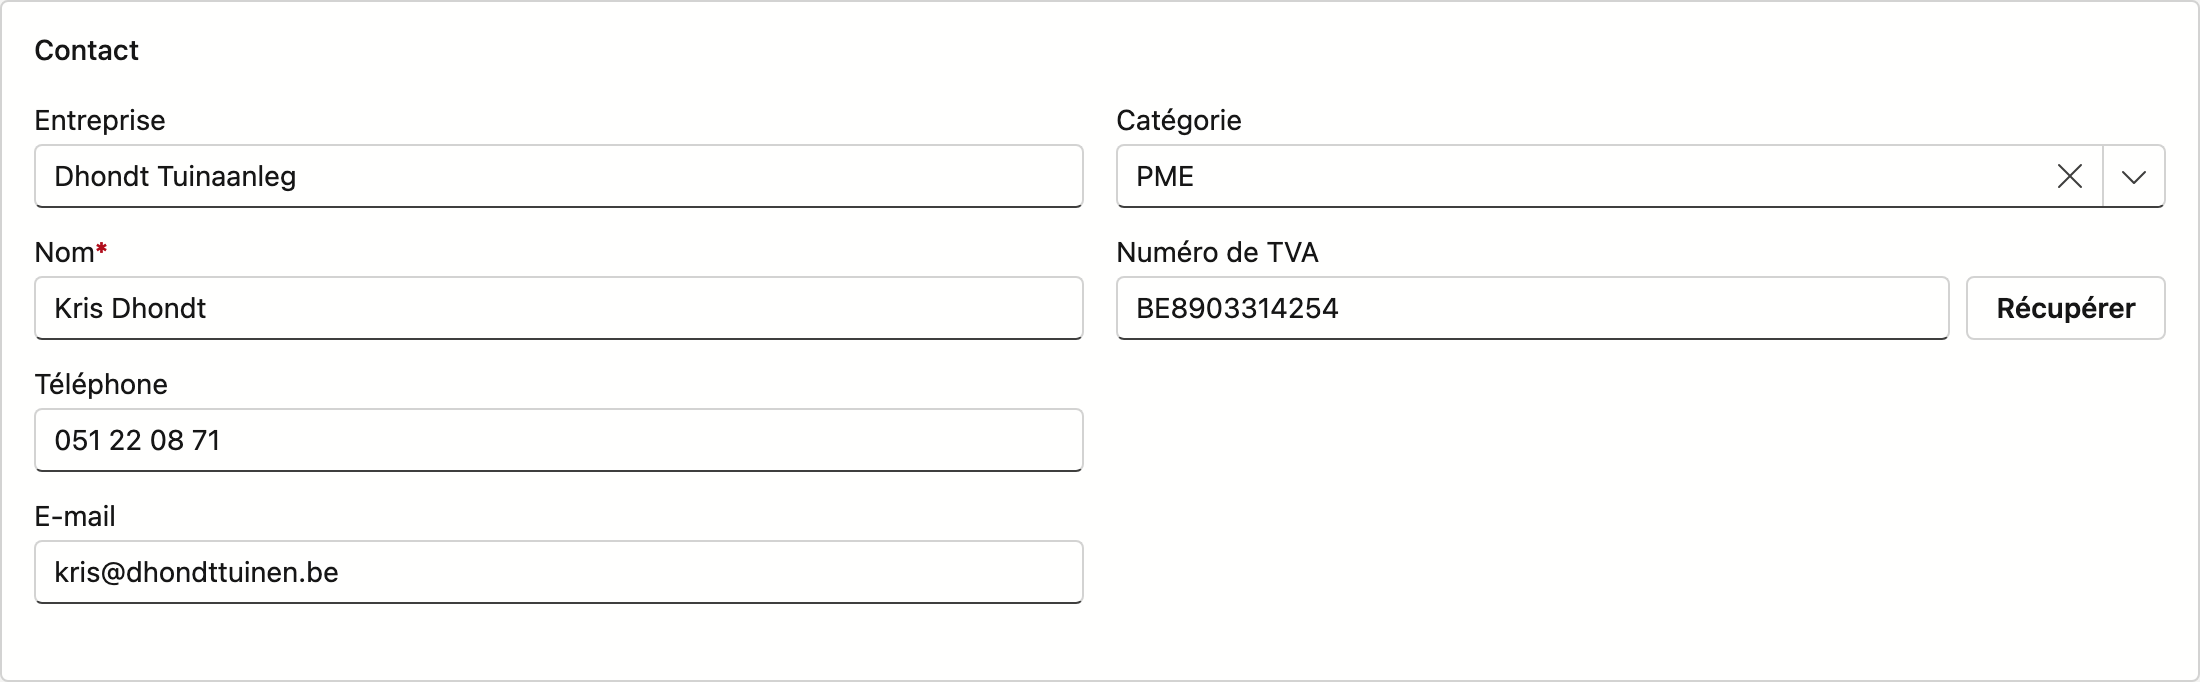 Contact
Entreprise
Dhondt Tuinaanleg
Catégorie
PME
Nom*
Kris Dhondt
Numéro de TVA
BE8903314254
Récupérer
Téléphone
051 22 08 71
E-mail
kris@dhondttuinen.be